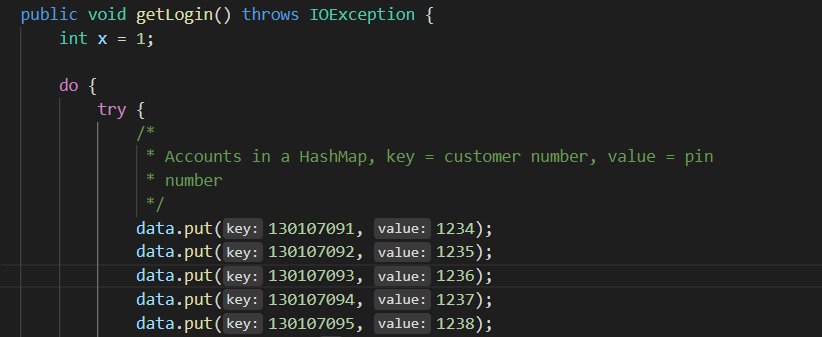 public void getLogin() throws IOException {
int x = 1;
do {
try {
/*
* Accounts in a HashMap, key = customer number, value = pin
* number
*/
data.put(key: 130107091, value: 1234);
data.put(key: 130107092, value: 1235);
data.put(key: 130107093, value: 1236);
data.put(key: 130107094, value: 1237);
data.put(key: 130107095, value: 1238);